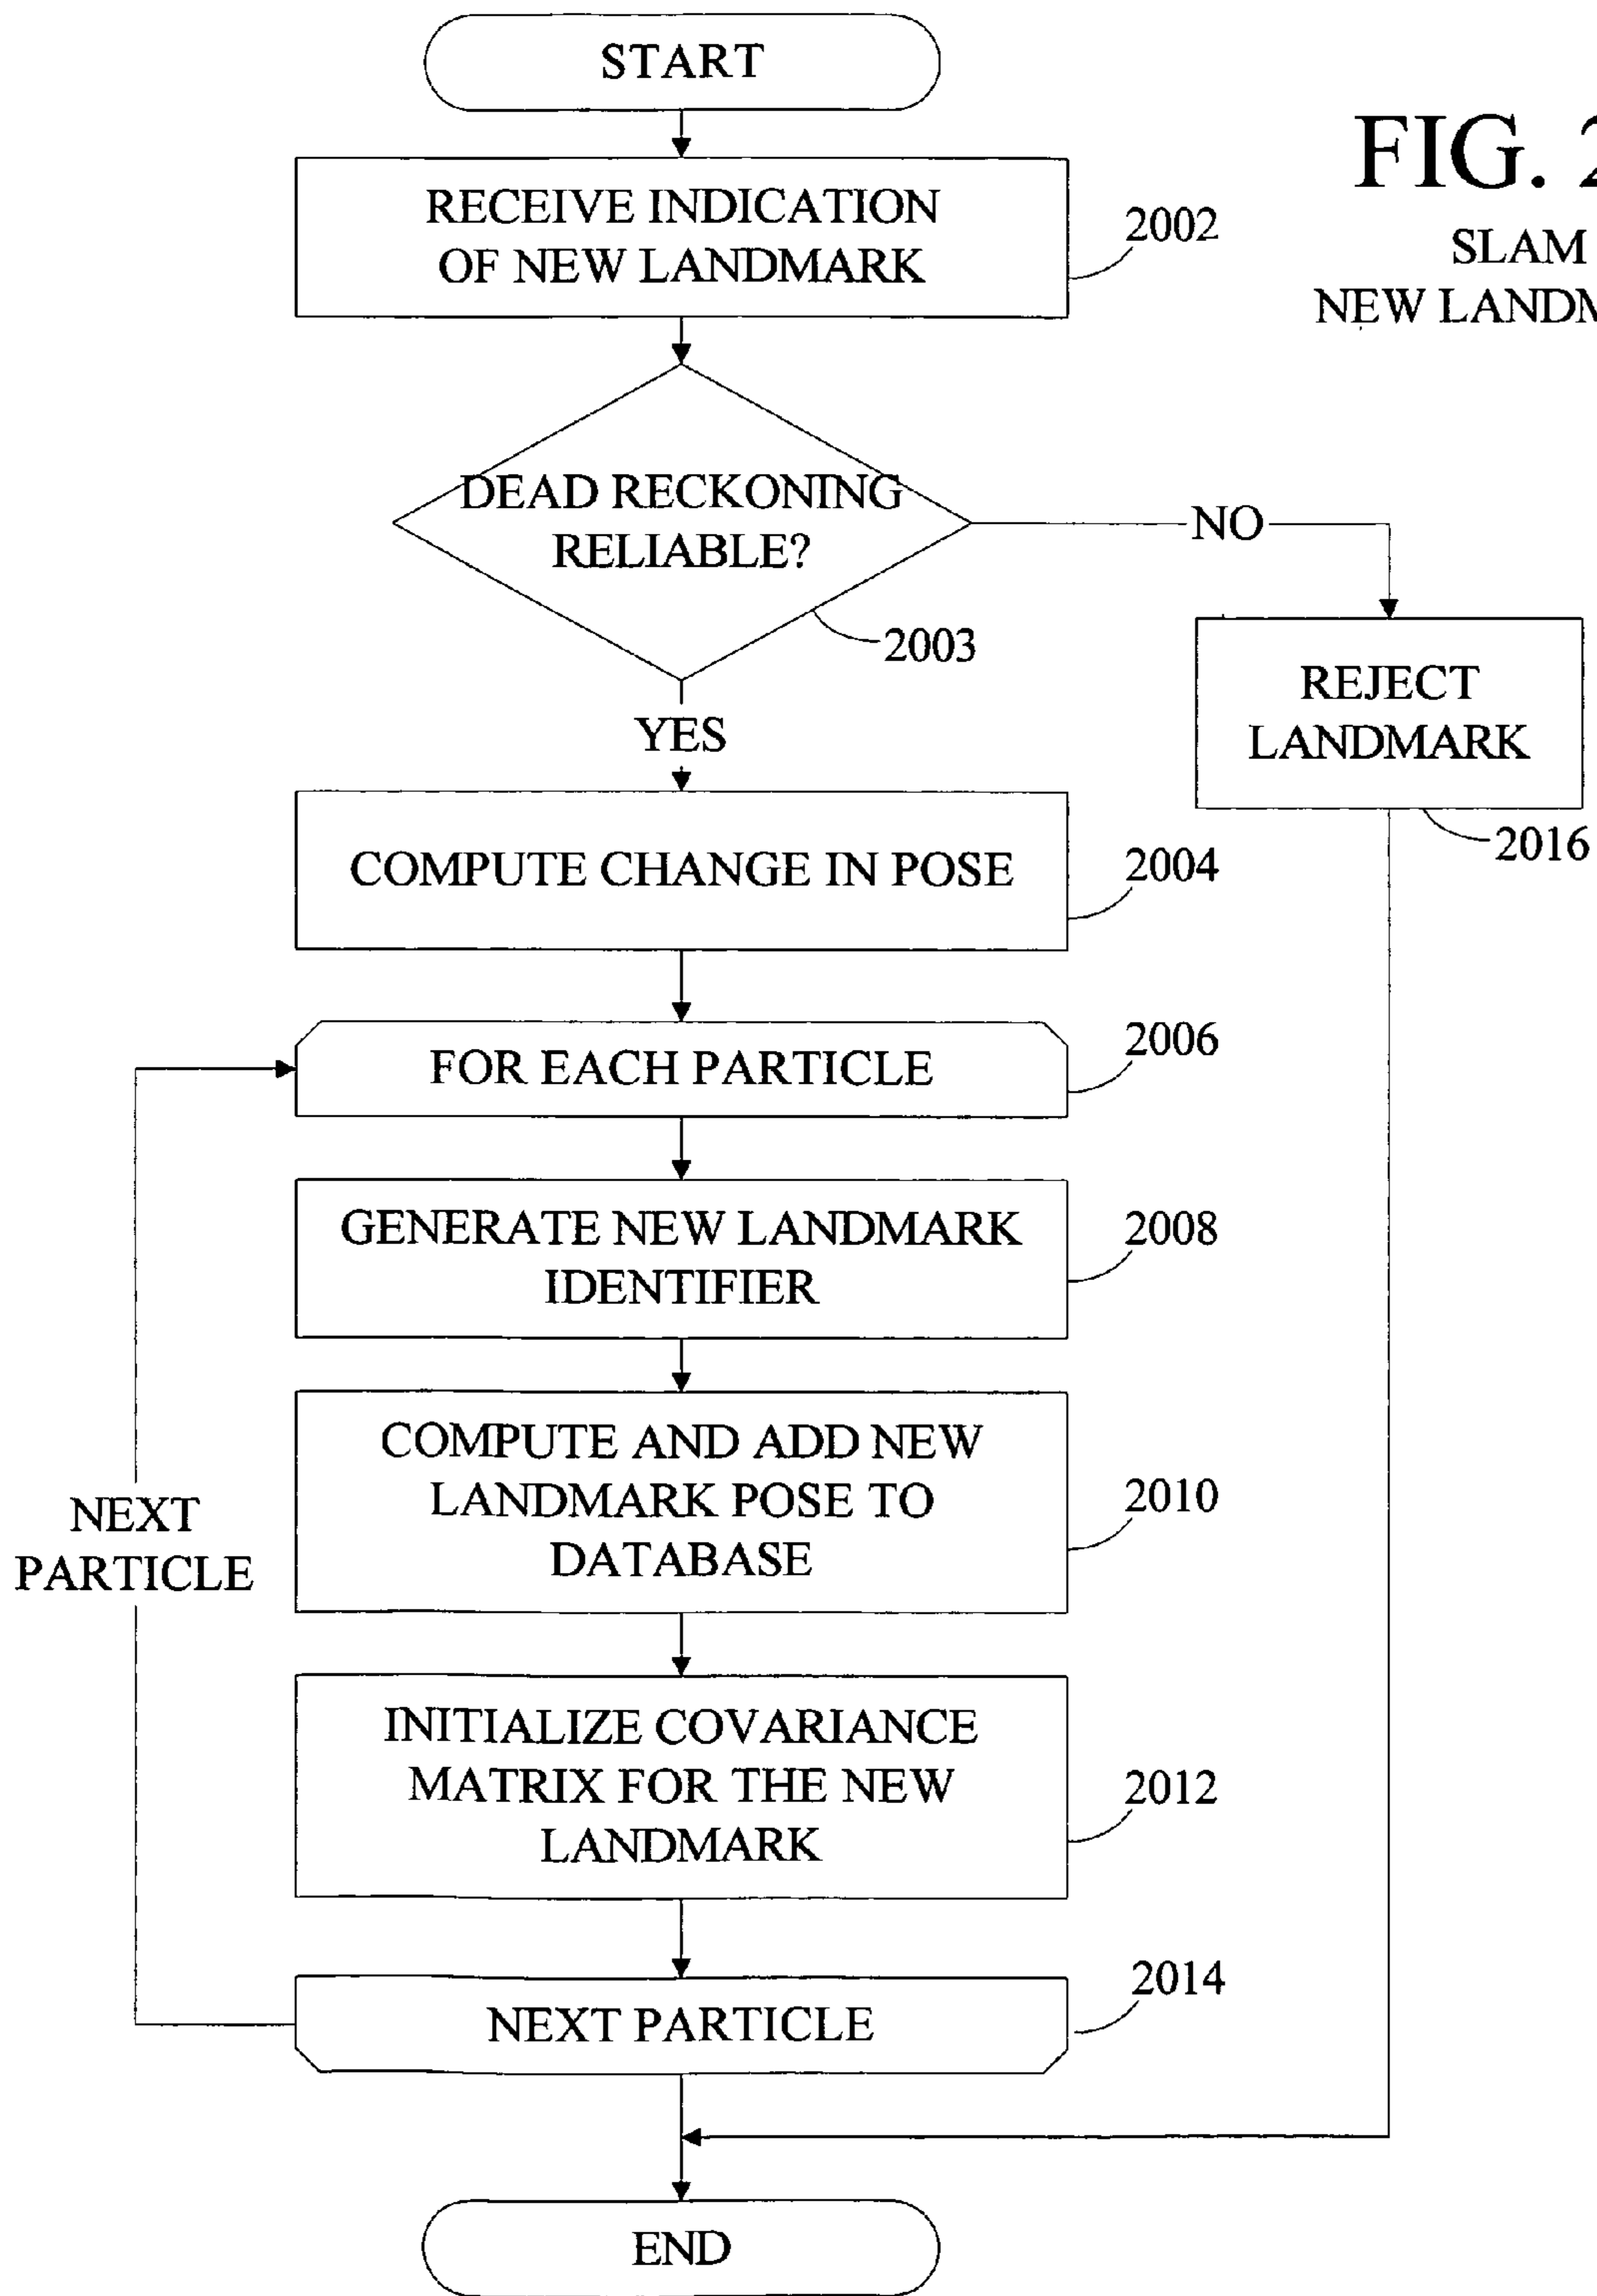 START
FIG. 2
SLAM
NEW LANDM
RECEIVE INDICATION
OF NEW LANDMARK
2002
DEAD RECKONING
RELIABLE?
NO
2003
YES
REJECT
LANDMARK
2016
COMPUTE CHANGE IN POSE
2004
FOR EACH PARTICLE
2006
GENERATE NEW LANDMARK
IDENTIFIER
2008
COMPUTE AND ADD NEW
LANDMARK POSE TO
DATABASE
2010
NEXT
PARTICLE
INITIALIZE COVARIANCE
MATRIX FOR THE NEW
LANDMARK
2012
NEXT PARTICLE
2014
END